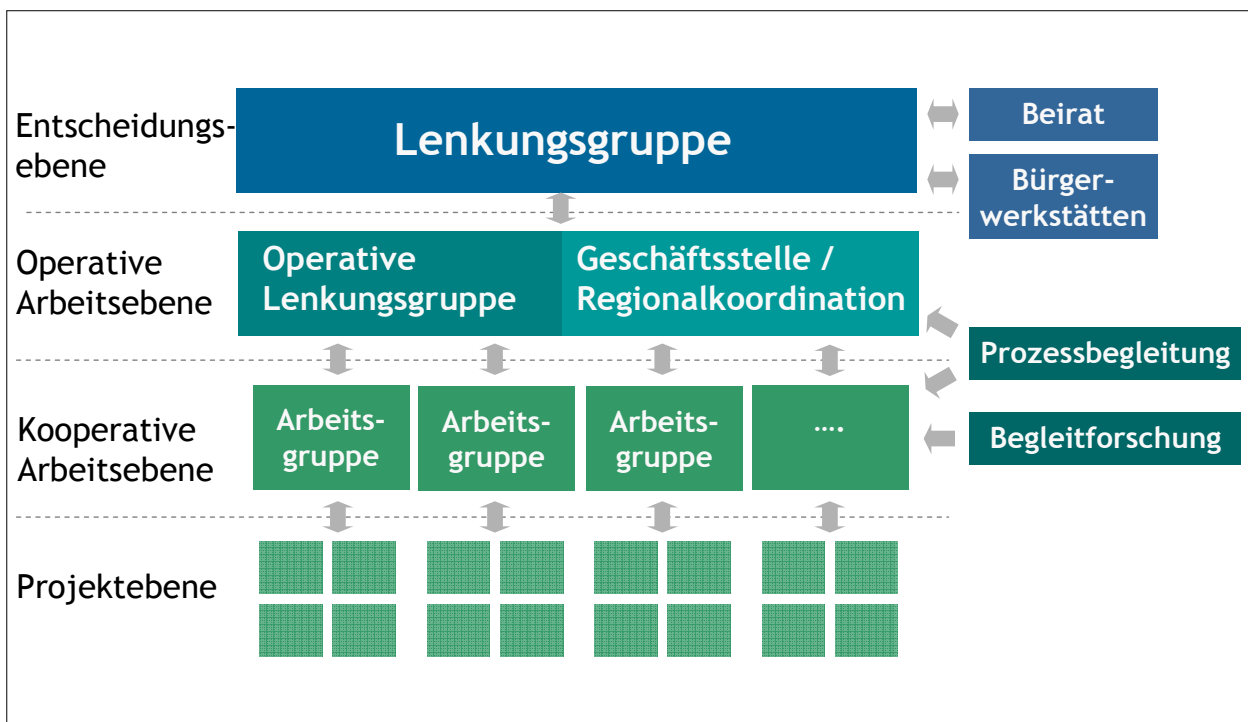 Entscheidungs-
ebene
Lenkungsgruppe
Beirat
Bürger-
werkstätten
Operative
Arbeitsebene
Operative
Lenkungsgruppe
Geschäftsstelle /
Regionalkoordination
Prozessbegleitung
Kooperative
Arbeitsebene
Arbeits-
gruppe
Arbeits-
gruppe
Arbeits-
gruppe
....
Begleitforschung
Projektebene